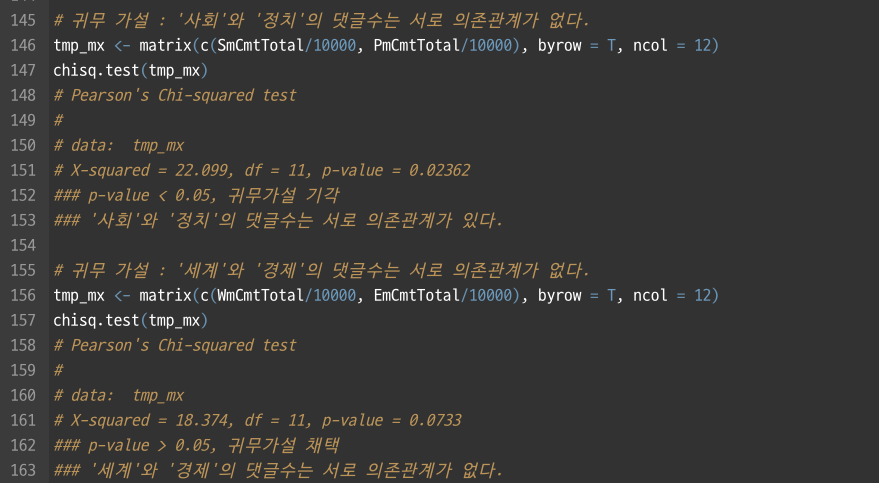 145 # 귀무 가설 : '사회'와 '정치'의 댓글수는 서로 의존관계가 없다.
146 tmp_mx <- matrix(c(SmCmtTotal/10000, PmCmtTotal/10000), byrow = T, ncol = 12)
147 chisq.test(tmp_mx)
148 # Pearson's Chi-squared test
149 #
150 # data:  tmp_mx
151 # X-squared = 22.099, df = 11, p-value = 0.02362
152 ### p-value < 0.05, 귀무가설 기각
153 ### '사회'와 '정치'의 댓글수는 서로 의존관계가 있다.
154
155 # 귀무 가설 : '세계'와 '경제'의 댓글수는 서로 의존관계가 없다.
156 tmp_mx <- matrix(c(WmCmtTotal/10000, EmCmtTotal/10000), byrow = T, ncol = 12)
157 chisq.test(tmp_mx)
158 # Pearson's Chi-squared test
159 #
160 # data:  tmp_mx
161 # X-squared = 18.374, df = 11, p-value = 0.0733
162 ### p-value > 0.05, 귀무가설 채택
163 ### '세계'와 '경제'의 댓글수는 서로 의존관계가 없다.